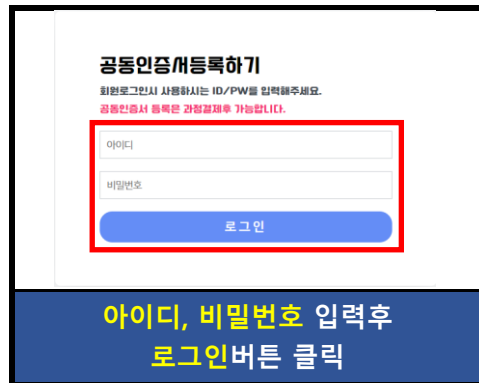 공동인증서등록하기
회원로그인시 사용하시는 ID/PW를 입력해주세요.
공동인증서 등록은 과정결제후 가능합니다.
아이디
비밀번호
로그인
아이디, 비밀번호 입력후
로그인버튼 클릭